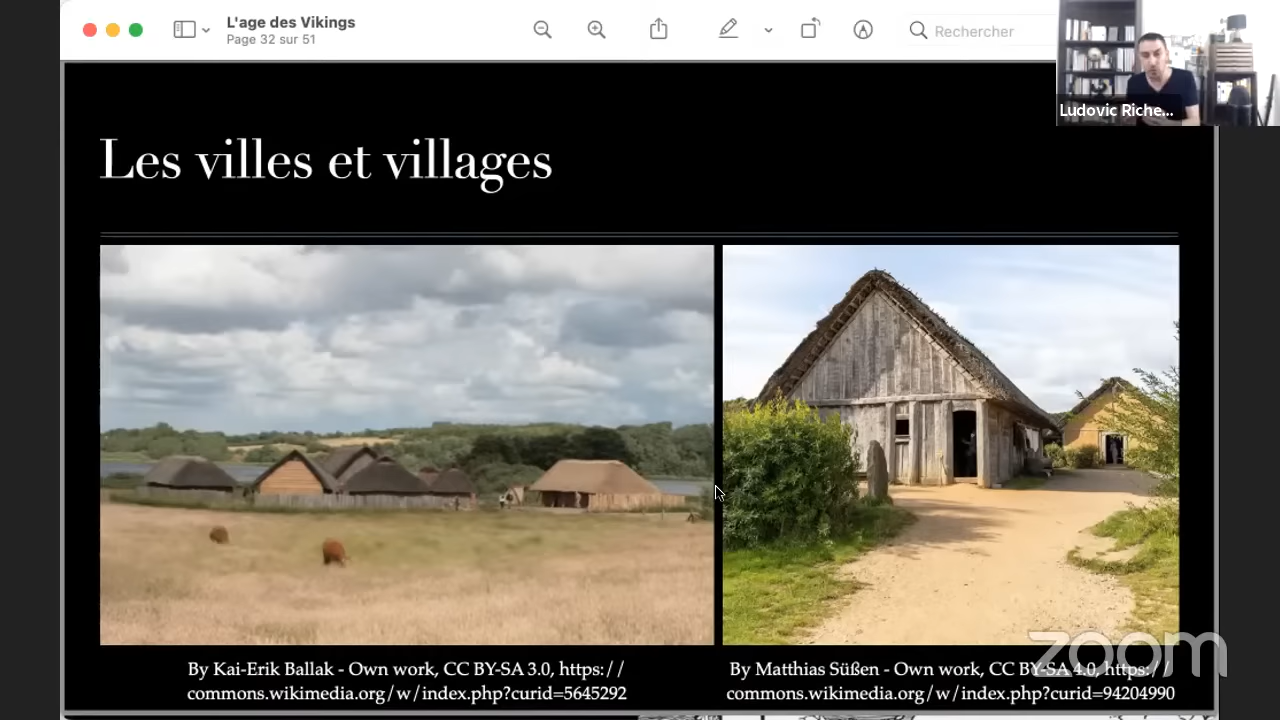 L'age des Vikings
Page 32 sur 51
Rechercher
Ludovic Riche...
Les villes et villages
By Kai-Erik Ballak - Own work, CC BY-SA 3.0, https://
commons.wikimedia.org/w/index.php?curid=5645292
By Matthias Süßen - Own work, CC BY-SA 4.0, https://
commons.wikimedia.org/w/index.php?curid=94204990
zoom